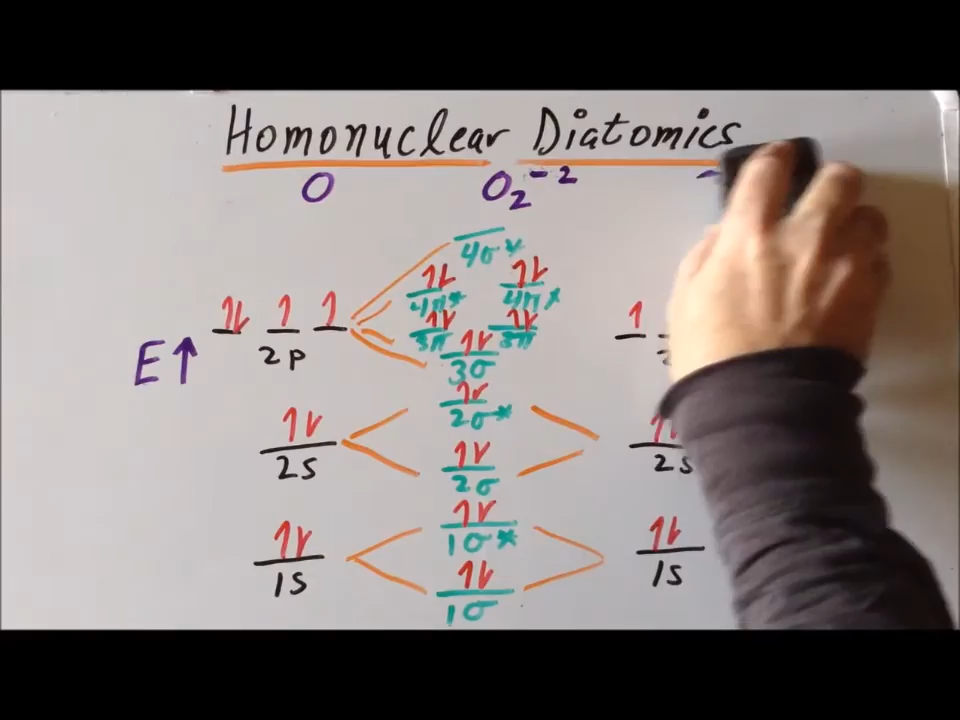 Homonuclear Diatomics
O O₂⁻²
4σ*
4π* 4π*
3π 3π
E↑ 2p 3σ
2σ*
2s 2σ 2s
1σ*
1s 1σ 1s